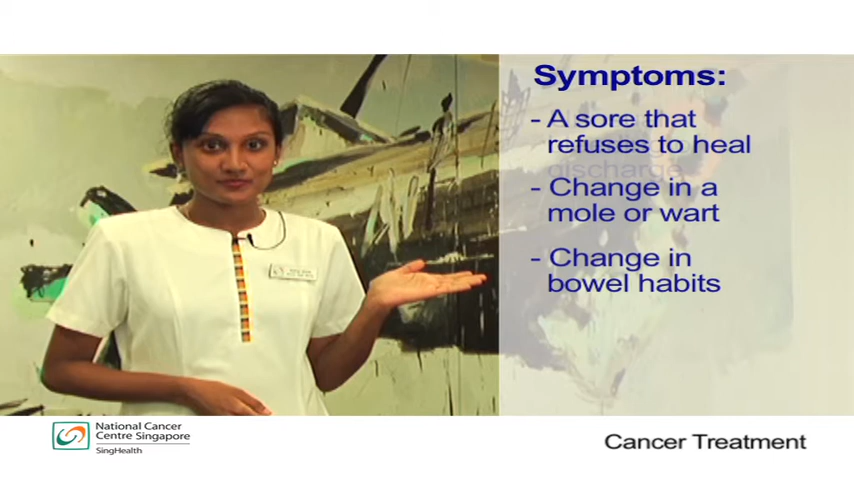 Symptoms:
- A sore that
refuses to heal
discharge
- Change in a
mole or wart
- Change in
bowel habits
National Cancer
Centre Singapore
SingHealth
Cancer Treatment